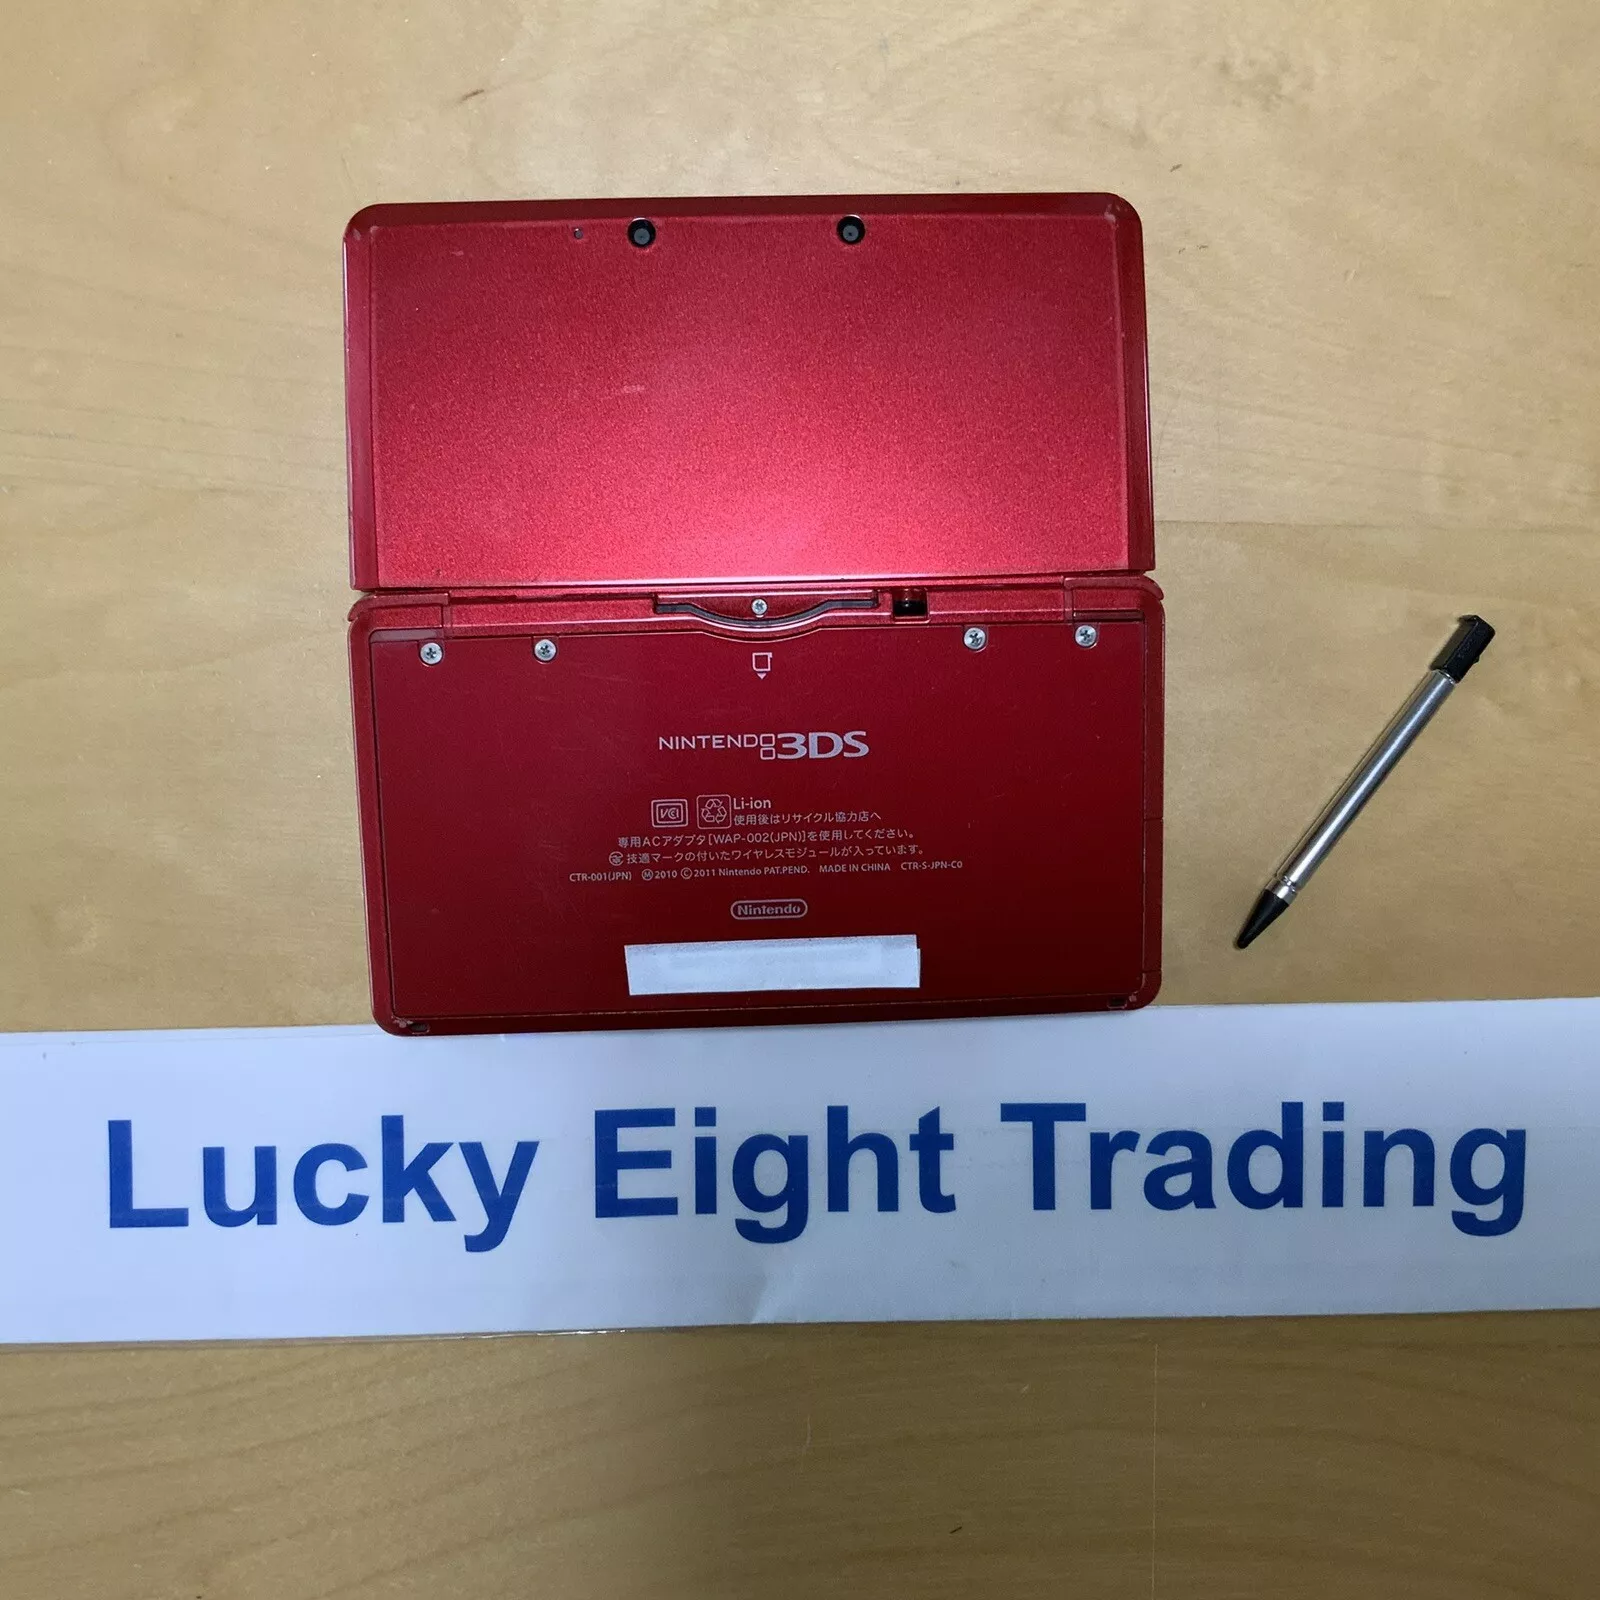 NINTENDO 3DS
VCI
Li-ion
使用後はリサイクル協力店へ
専用ACアダプタ[WAP-002(JPN)]を使用してください。
技適マークの付いたワイヤレスモジュールが入っています。
CTR-001(JPN) Ⓜ2010 ©2011 Nintendo PAT.PEND. MADE IN CHINA CTR-S-JPN-C0
Nintendo
Lucky Eight Trading